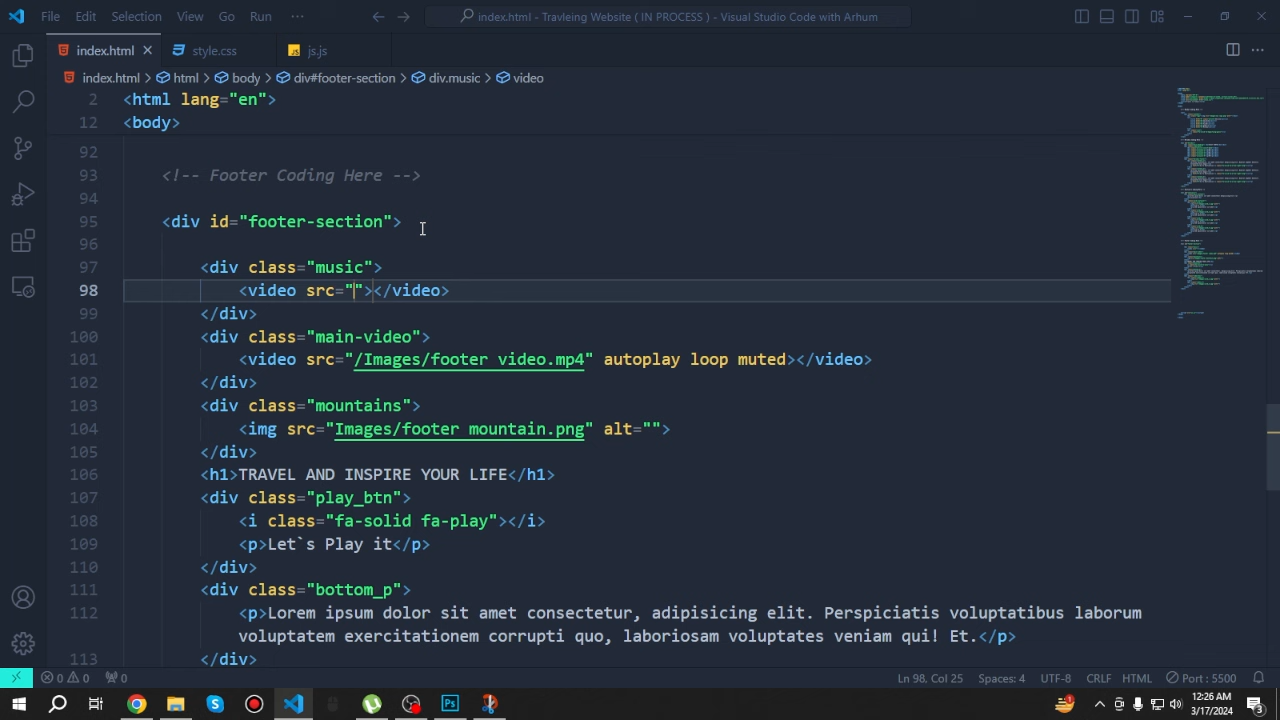 File Edit Selection View Go Run ··· index.html - Travleing Website ( IN PROCESS ) - Visual Studio Code with Arhum
index.html style.css js.js
index.html > html > body > div#footer-section > div.music > video
2 <html lang="en">
12 <body>
92
93 <!-- Footer Coding Here -->
94
95 <div id="footer-section">
96
97 <div class="music">
98 <video src=""></video>
99 </div>
100 <div class="main-video">
101 <video src="/Images/footer video.mp4" autoplay loop muted></video>
102 </div>
103 <div class="mountains">
104 <img src="Images/footer mountain.png" alt="">
105 </div>
106 <h1>TRAVEL AND INSPIRE YOUR LIFE</h1>
107 <div class="play_btn">
108 <i class="fa-solid fa-play"></i>
109 <p>Let`s Play it</p>
110 </div>
111 <div class="bottom_p">
112 <p>Lorem ipsum dolor sit amet consectetur, adipisicing elit. Perspiciatis voluptatibus laborum
voluptatem exercitationem corrupti quo, laboriosam voluptates veniam qui! Et.</p>
113 </div>
0 0 0 Ln 98, Col 25 Spaces: 4 UTF-8 CRLF HTML Port : 5500
12:26 AM
3/17/2024
3